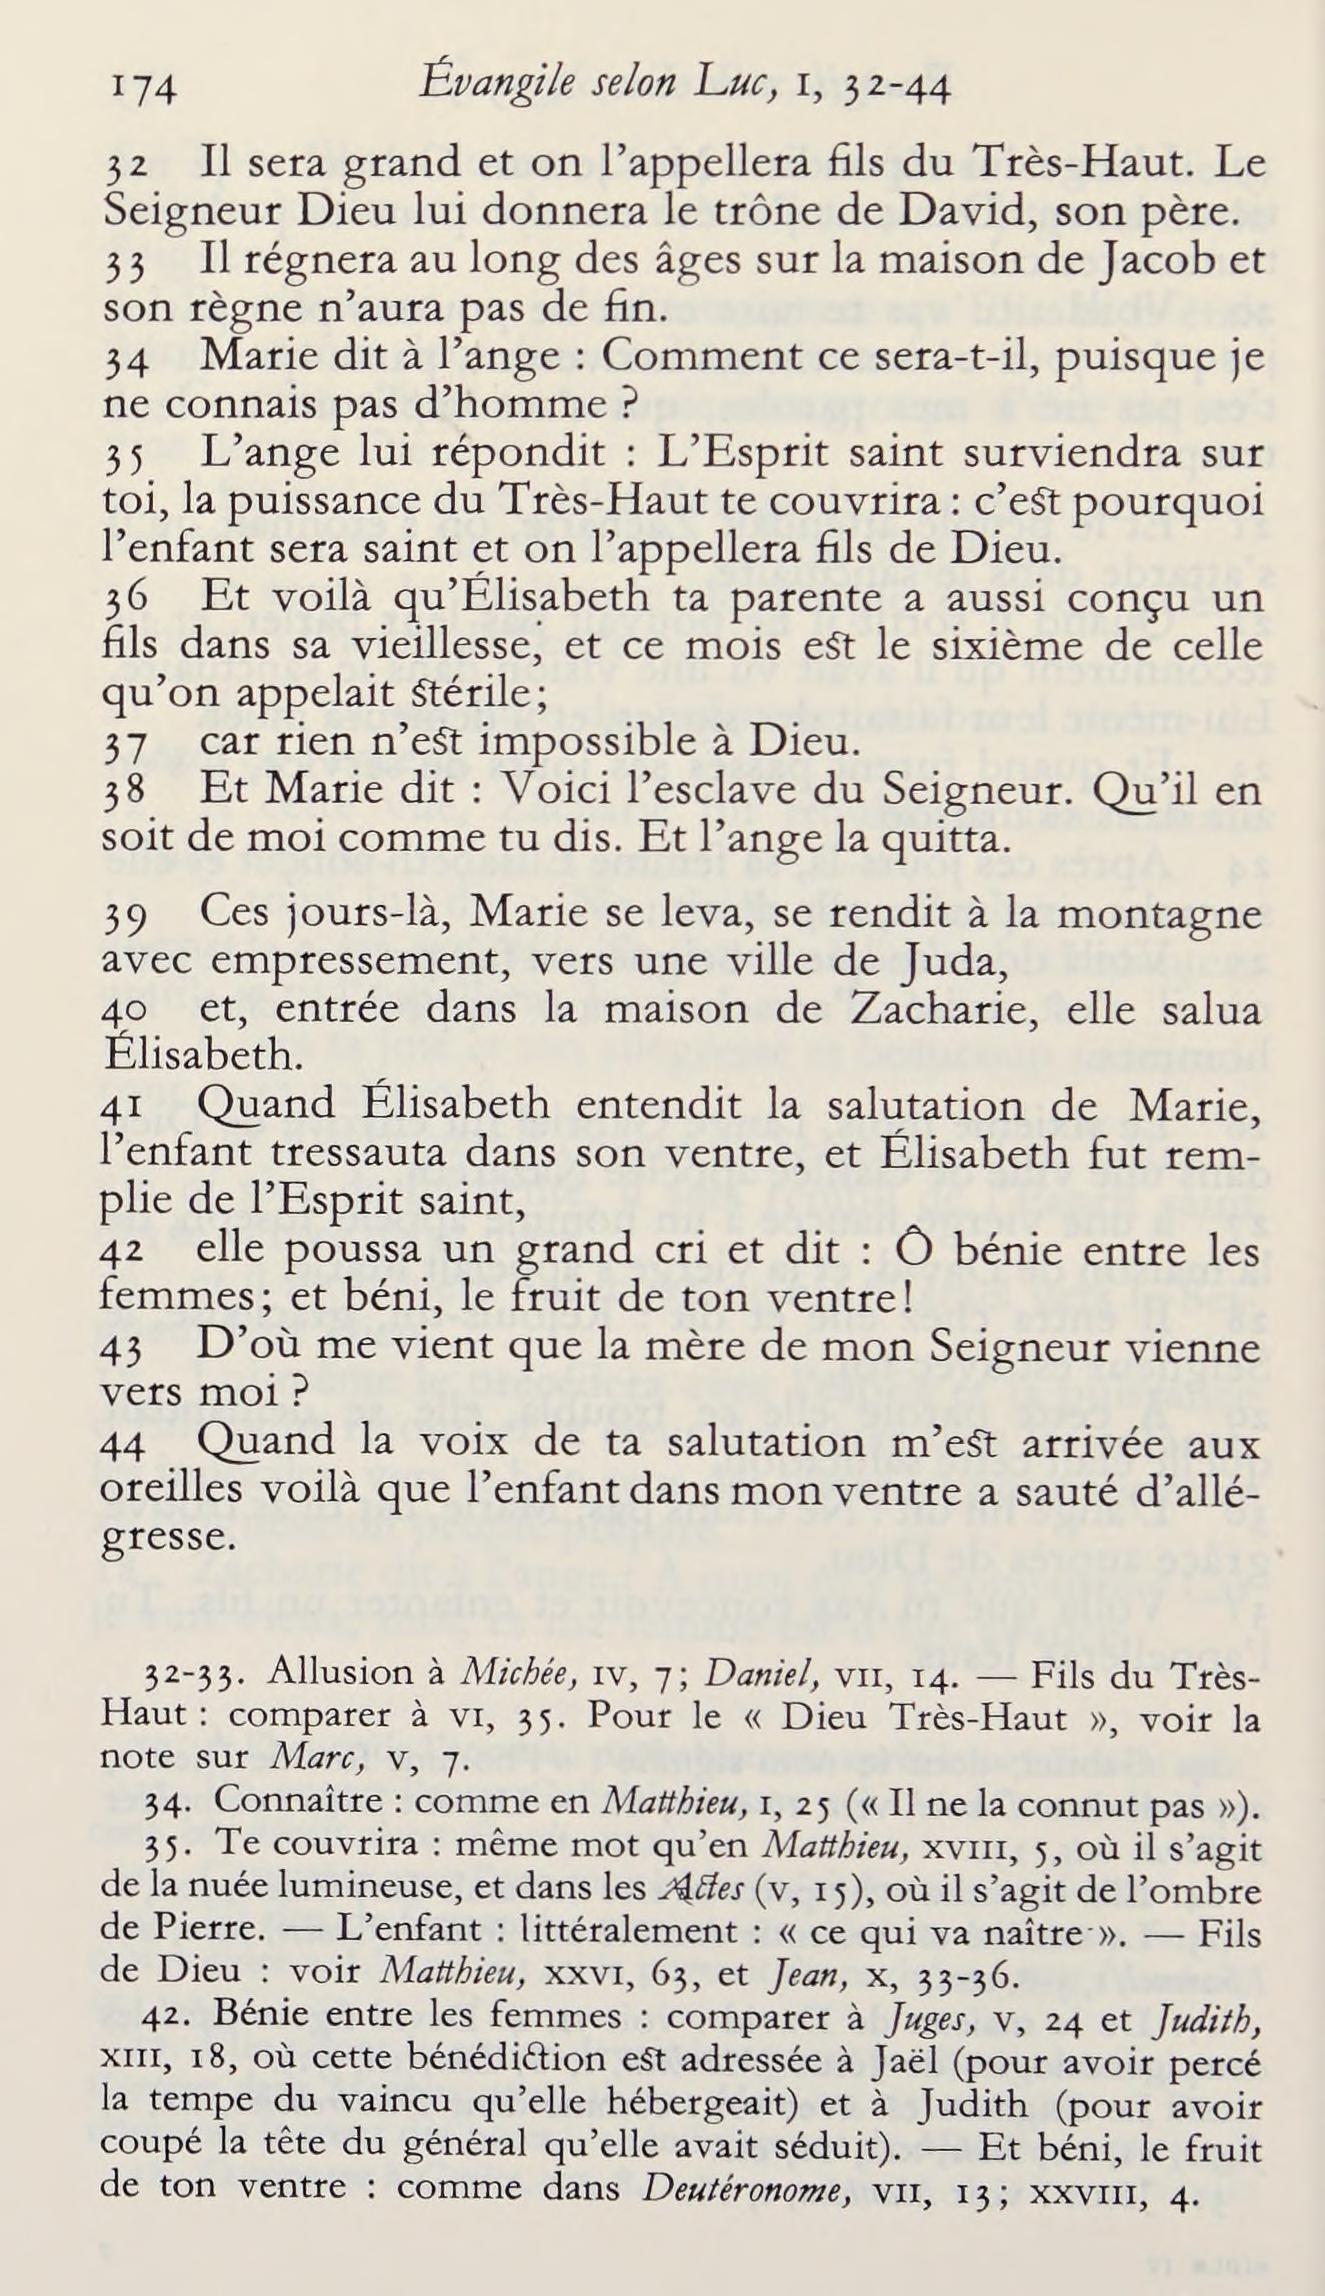 174 Évangile selon Luc, I, 32-44
32 Il sera grand et on l'appellera fils du Très-Haut. Le
Seigneur Dieu lui donnera le trône de David, son père.
33 Il régnera au long des âges sur la maison de Jacob et
son règne n'aura pas de fin.
34 Marie dit à l'ange : Comment ce sera-t-il, puisque je
ne connais pas d'homme ?
35 L'ange lui répondit : L'Esprit saint surviendra sur
toi, la puissance du Très-Haut te couvrira : c'est pourquoi
l'enfant sera saint et on l'appellera fils de Dieu.
36 Et voilà qu'Élisabeth ta parente a aussi conçu un
fils dans sa vieillesse, et ce mois est le sixième de celle
qu'on appelait stérile;
37 car rien n'est impossible à Dieu.
38 Et Marie dit : Voici l'esclave du Seigneur. Qu'il en
soit de moi comme tu dis. Et l'ange la quitta.
39 Ces jours-là, Marie se leva, se rendit à la montagne
avec empressement, vers une ville de Juda,
40 et, entrée dans la maison de Zacharie, elle salua
Élisabeth.
41 Quand Élisabeth entendit la salutation de Marie,
l'enfant tressauta dans son ventre, et Élisabeth fut rem-
plie de l'Esprit saint,
42 elle poussa un grand cri et dit : Ô bénie entre les
femmes; et béni, le fruit de ton ventre!
43 D'où me vient que la mère de mon Seigneur vienne
vers moi ?
44 Quand la voix de ta salutation m'est arrivée aux
oreilles voilà que l'enfant dans mon ventre a sauté d'allé-
gresse.
32-33. Allusion à Michée, IV, 7; Daniel, VII, 14. — Fils du Très-
Haut : comparer à VI, 35. Pour le « Dieu Très-Haut », voir la
note sur Marc, V, 7.
34. Connaître : comme en Matthieu, I, 25 (« Il ne la connut pas »).
35. Te couvrira : même mot qu'en Matthieu, XVIII, 5, où il s'agit
de la nuée lumineuse, et dans les Actes (V, 15), où il s'agit de l'ombre
de Pierre. — L'enfant : littéralement : « ce qui va naître ». — Fils
de Dieu : voir Matthieu, XXVI, 63, et Jean, X, 33-36.
42. Bénie entre les femmes : comparer à Juges, V, 24 et Judith,
XIII, 18, où cette bénédiction est adressée à Jaël (pour avoir percé
la tempe du vaincu qu'elle hébergeait) et à Judith (pour avoir
coupé la tête du général qu'elle avait séduit). — Et béni, le fruit
de ton ventre : comme dans Deutéronome, VII, 13; XXVIII, 4.